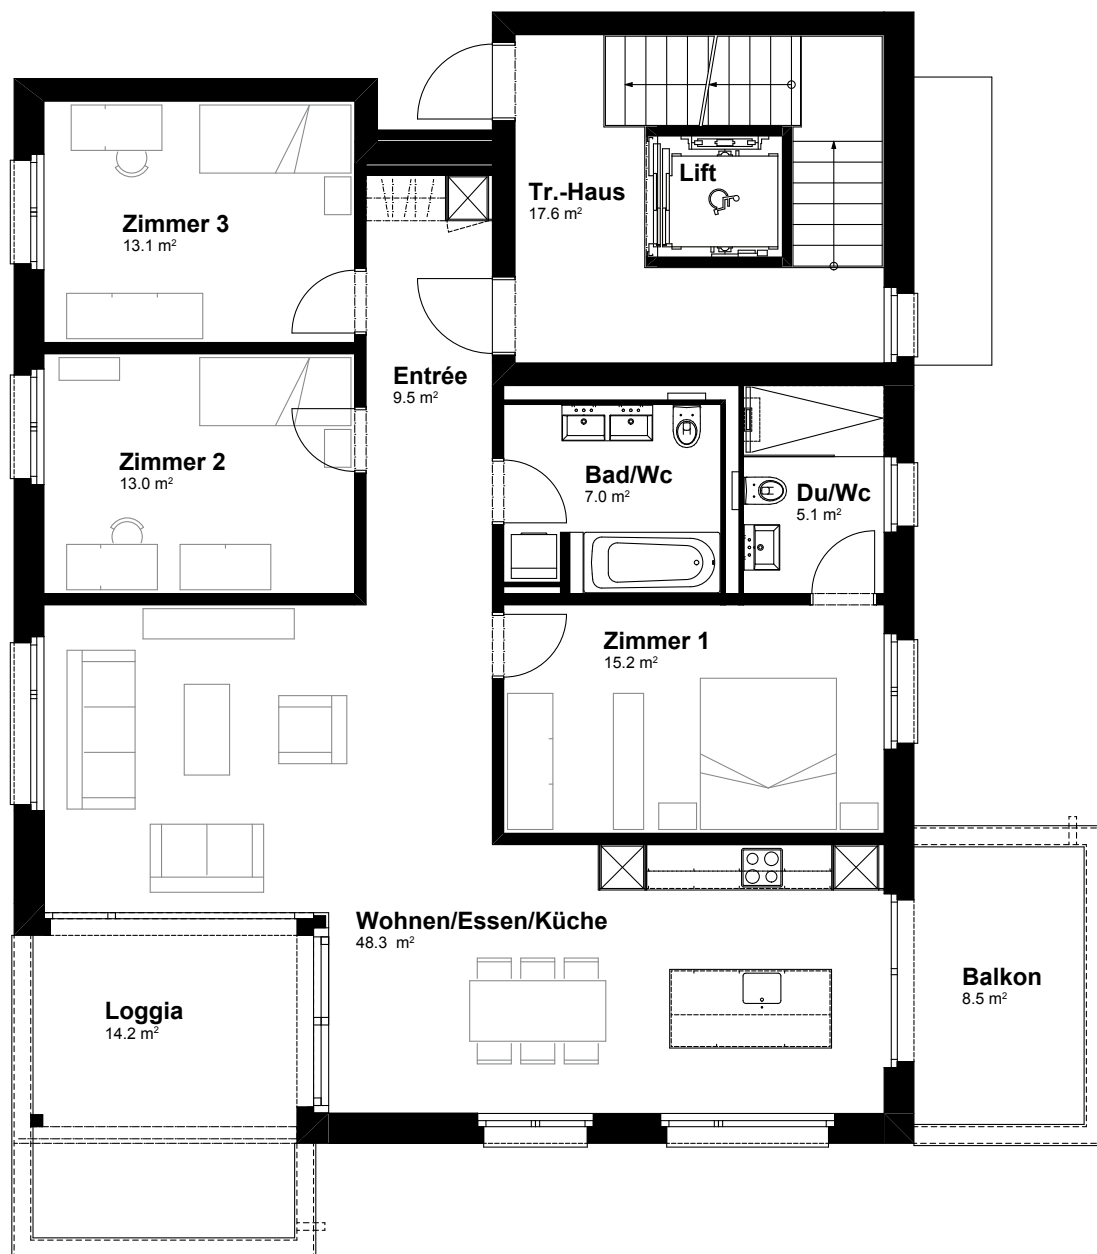 Lift
Tr.-Haus
17.6 m²
Zimmer 3
13.1 m²
Entrée
9.5 m²
Zimmer 2
13.0 m²
Bad/Wc
7.0 m²
Du/Wc
5.1 m²
Zimmer 1
15.2 m²
Wohnen/Essen/Küche
48.3 m²
Loggia
14.2 m²
Balkon
8.5 m²